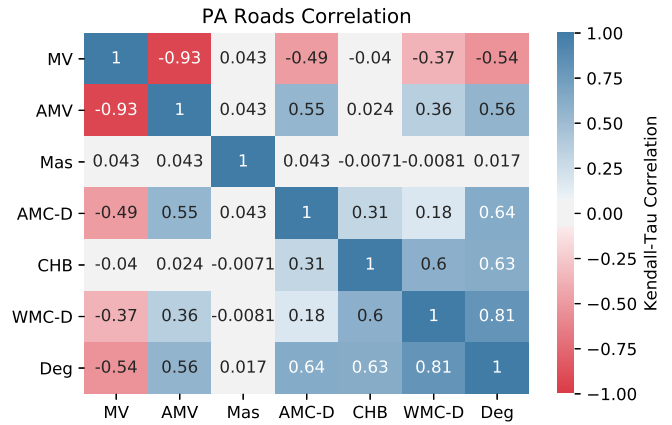 PA Roads Correlation
MV 1 -0.93 0.043 -0.49 -0.04 -0.37 -0.54
AMV -0.93 1 0.043 0.55 0.024 0.36 0.56
Mas 0.043 0.043 1 0.043 -0.0071 -0.0081 0.017
AMC-D -0.49 0.55 0.043 1 0.31 0.18 0.64
CHB -0.04 0.024 -0.0071 0.31 1 0.6 0.63
WMC-D -0.37 0.36 -0.0081 0.18 0.6 1 0.81
Deg -0.54 0.56 0.017 0.64 0.63 0.81 1
MV AMV Mas AMC-D CHB WMC-D Deg
1.00
0.75
0.50
0.25
0.00
−0.25
−0.50
−0.75
−1.00
Kendall-Tau Correlation